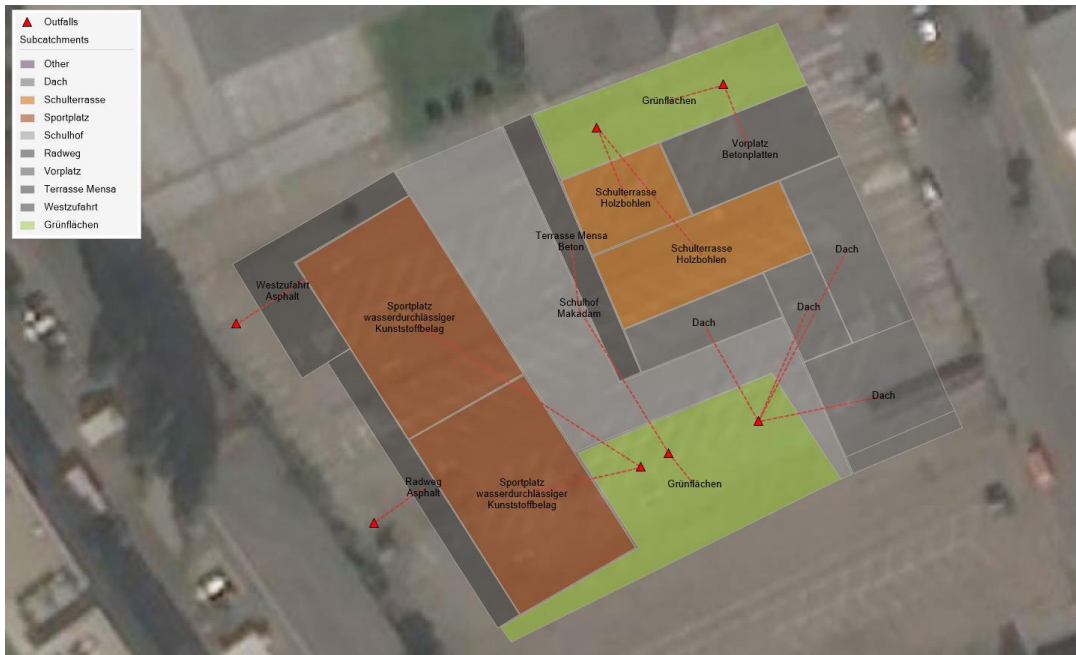 Outfalls
Subcatchments
Other
Dach
Schulterrasse
Sportplatz
Schulhof
Radweg
Vorplatz
Terrasse Mensa
Westzufahrt
Grünflächen
Grünflächen
Vorplatz
Betonplatten
Schulterrasse
Holzbohlen
Terrasse Mensa
Beton
Schulterrasse
Holzbohlen
Dach
Westzufahrt
Asphalt
Schulhof
Makadam
Dach
Sportplatz
wasserdurchlässiger
Kunststoffbelag
Dach
Dach
Radweg
Asphalt
Sportplatz
wasserdurchlässiger
Kunststoffbelag
Grünflächen